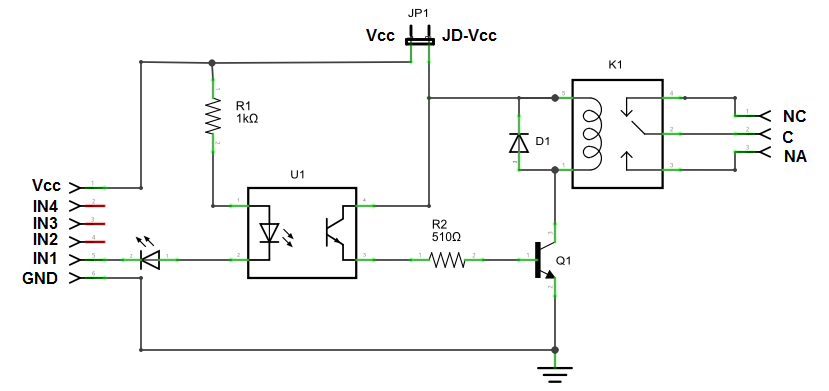 JP1
Vcc JD-Vcc
K1
R1
1kΩ
D1
NC
C
NA
U1
Vcc
IN4
IN3
IN2
IN1
GND
R2
510Ω
Q1